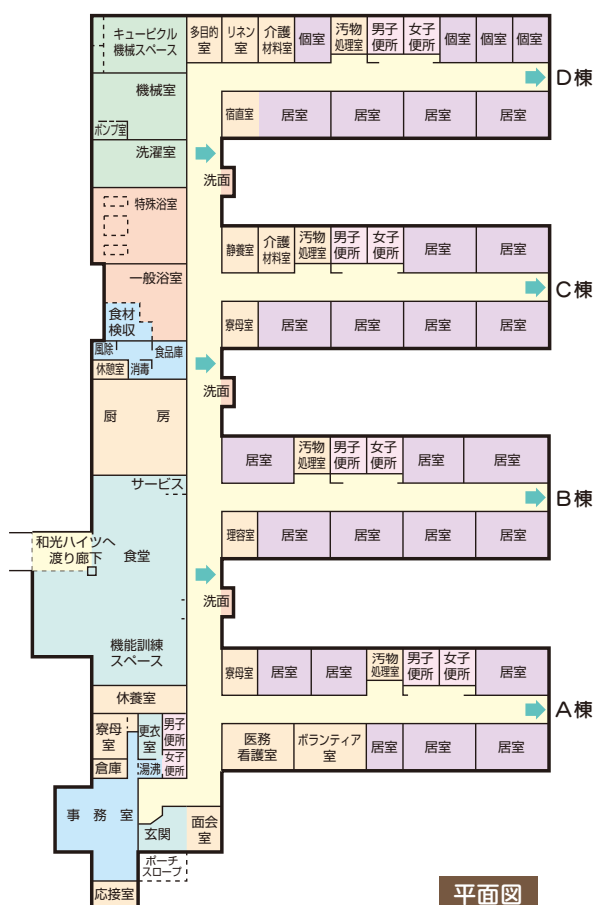 キュービクル
機械スペース
多目的
室
リネン
室
介護
材料室
個室
汚物
処理室
男子
便所
女子
便所
個室
個室
個室
D棟
機械室
ポンプ室
宿直室
居室
居室
居室
居室
洗濯室
洗面
特殊浴室
静養室
介護
材料室
汚物
処理室
男子
便所
女子
便所
居室
居室
C棟
一般浴室
食材
検収
寮母室
居室
居室
居室
居室
風除
食品庫
休憩室
消毒
洗面
厨房
居室
汚物
処理室
男子
便所
女子
便所
居室
居室
サービス
B棟
和光ハイツへ
渡り廊下
食堂
理容室
居室
居室
居室
居室
洗面
機能訓練
スペース
寮母室
居室
居室
汚物
処理室
男子
便所
女子
便所
居室
休養室
A棟
寮母
室
更衣
室
男子
便所
医務
看護室
ボランティア
室
居室
居室
居室
倉庫
湯沸
女子
便所
事務室
玄関
面会
室
ポーチ
スロープ
応接室
平面図